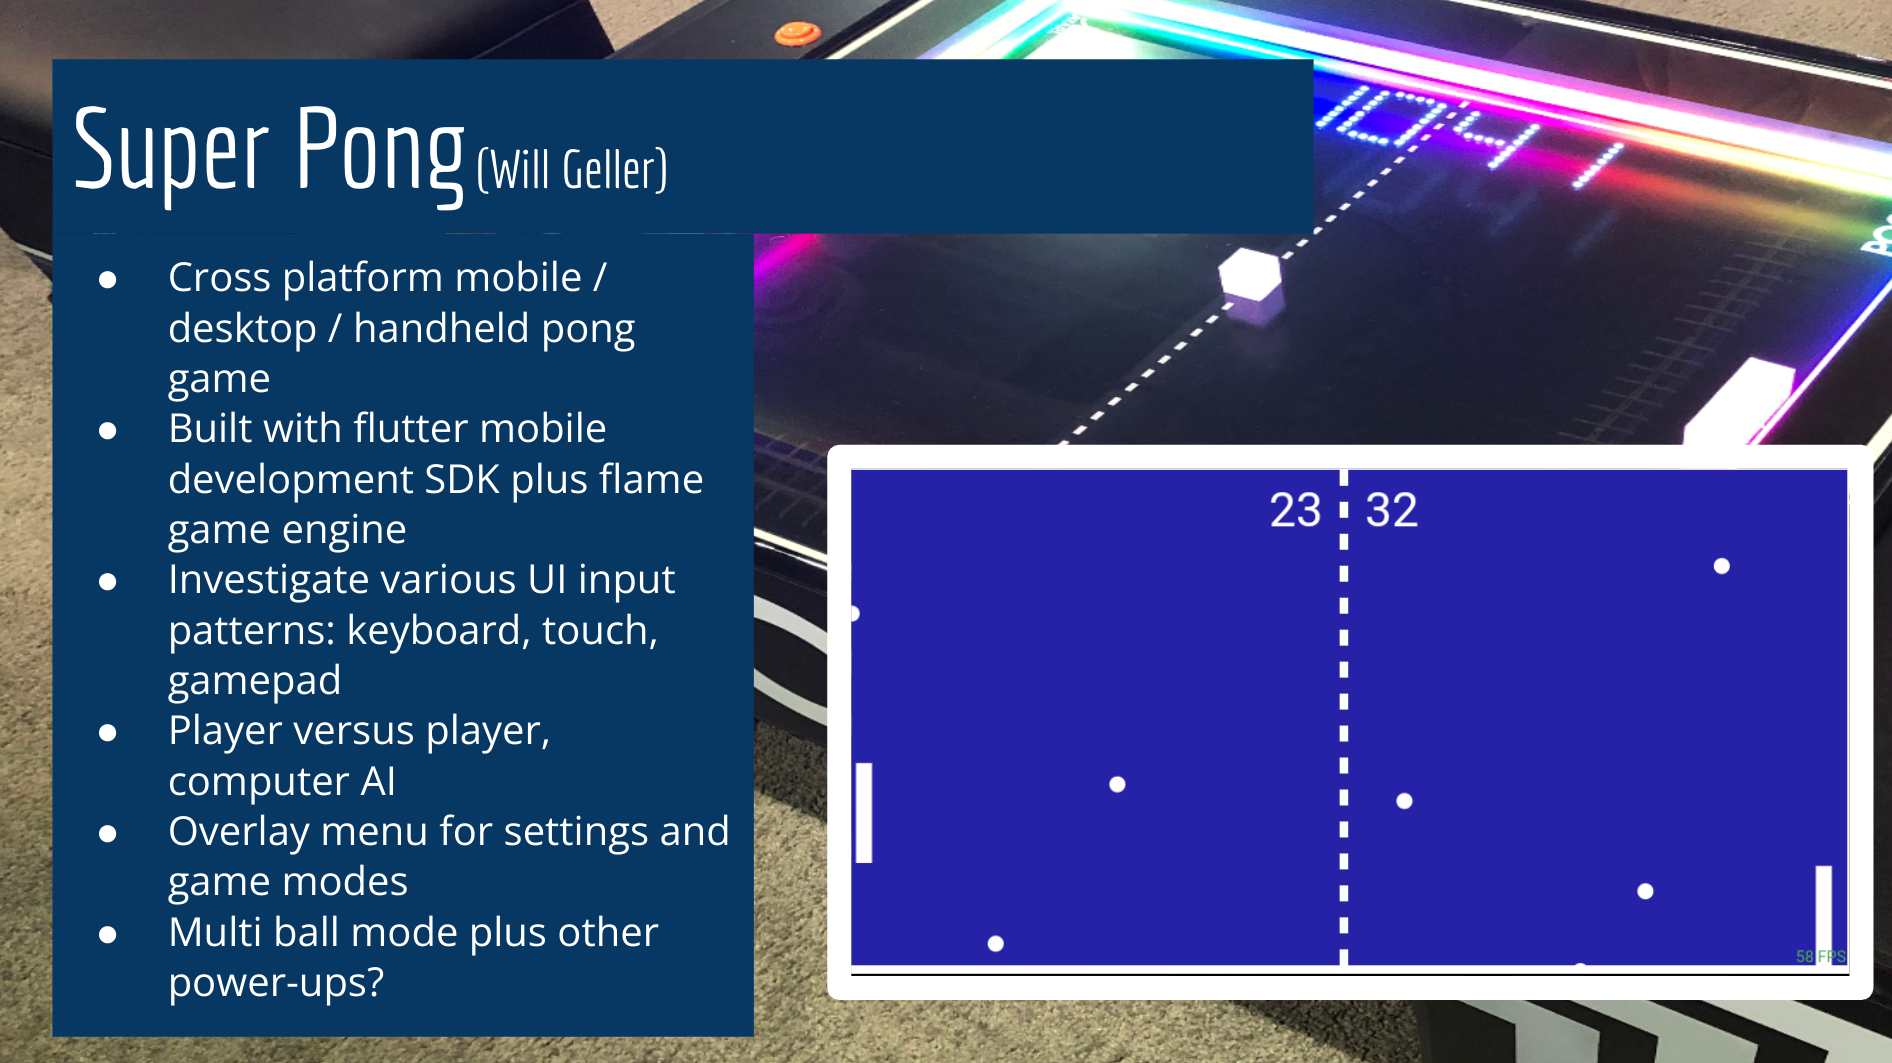 Super Pong (Will Geller)
● Cross platform mobile /
desktop / handheld pong
game
● Built with flutter mobile
development SDK plus flame
game engine
● Investigate various UI input
patterns: keyboard, touch,
gamepad
● Player versus player,
computer AI
● Overlay menu for settings and
game modes
● Multi ball mode plus other
power-ups?
23 32
58 FPS